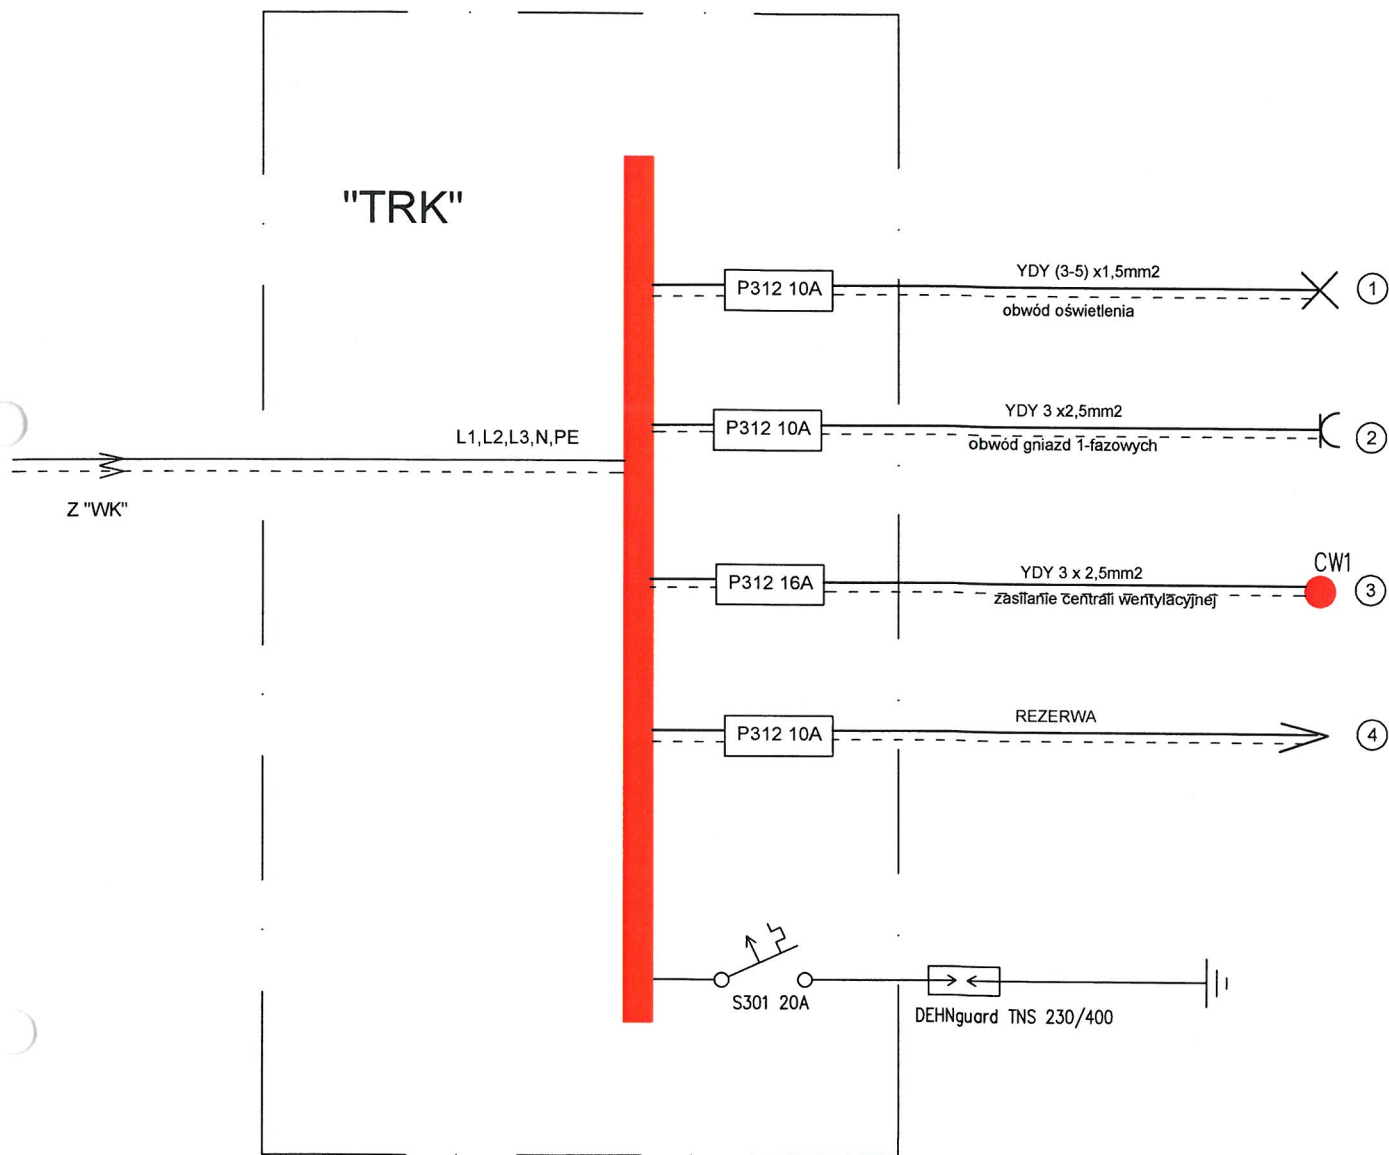 "TRK"
P312 10A
YDY (3-5) x1,5mm2
obwód oświetlenia
1
L1,L2,L3,N,PE
Z "WK"
P312 10A
YDY 3 x2,5mm2
obwód gniazd 1-fazowych
2
P312 16A
YDY 3 x 2,5mm2
zasilanie centrali wentylacyjnej
CW1
3
P312 10A
REZERWA
4
S301 20A
DEHNguard TNS 230/400